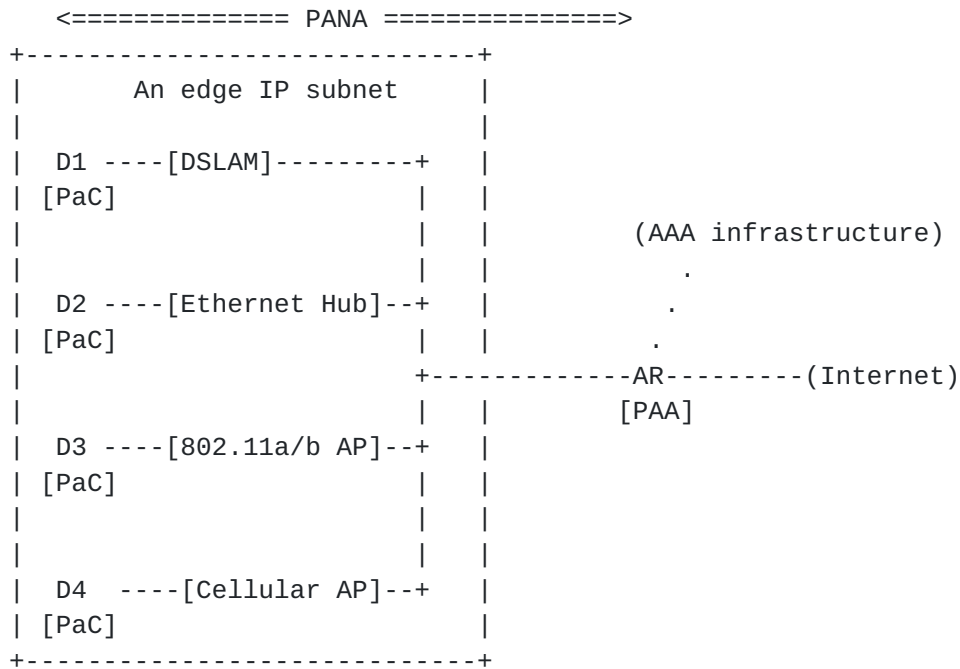 <============== PANA ===============>
+-----------------------------+
|       An edge IP subnet     |
|                             |
|  D1 ----[DSLAM]---------+   |
| [PaC]                   |   |
|                         |   |         (AAA infrastructure)
|                         |   |            .
|  D2 ----[Ethernet Hub]--+   |           .
| [PaC]                   |   |          .
|                         +-------------AR---------(Internet)
|                         |   |        [PAA]
|  D3 ----[802.11a/b AP]--+   |
| [PaC]                   |   |
|                         |   |
|                         |   |
|  D4  ----[Cellular AP]--+   |
| [PaC]                       |
+-----------------------------+